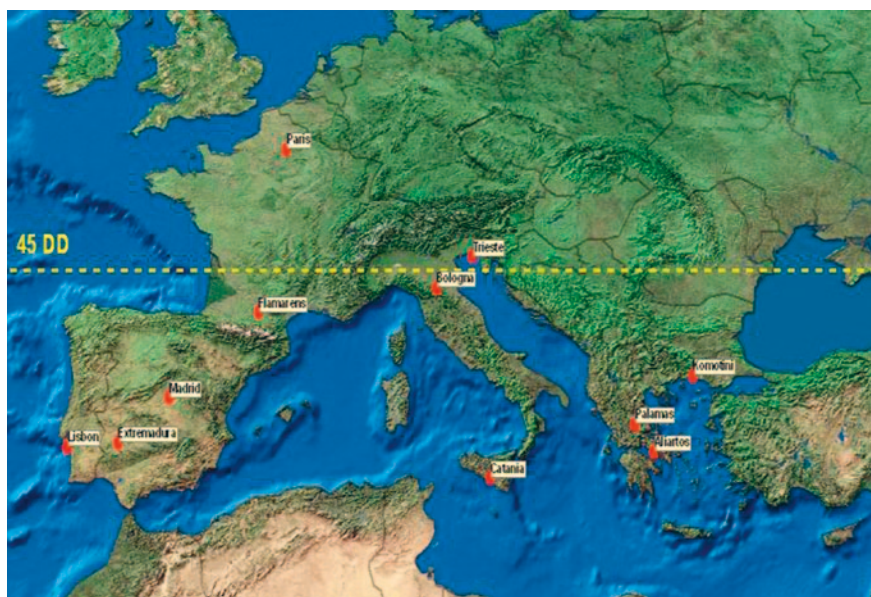 Paris
45 DD
Trieste
Bologna
Flamarens
Komotini
Madrid
Palamas
Lisbon
Extremadura
Aliartos
Catania